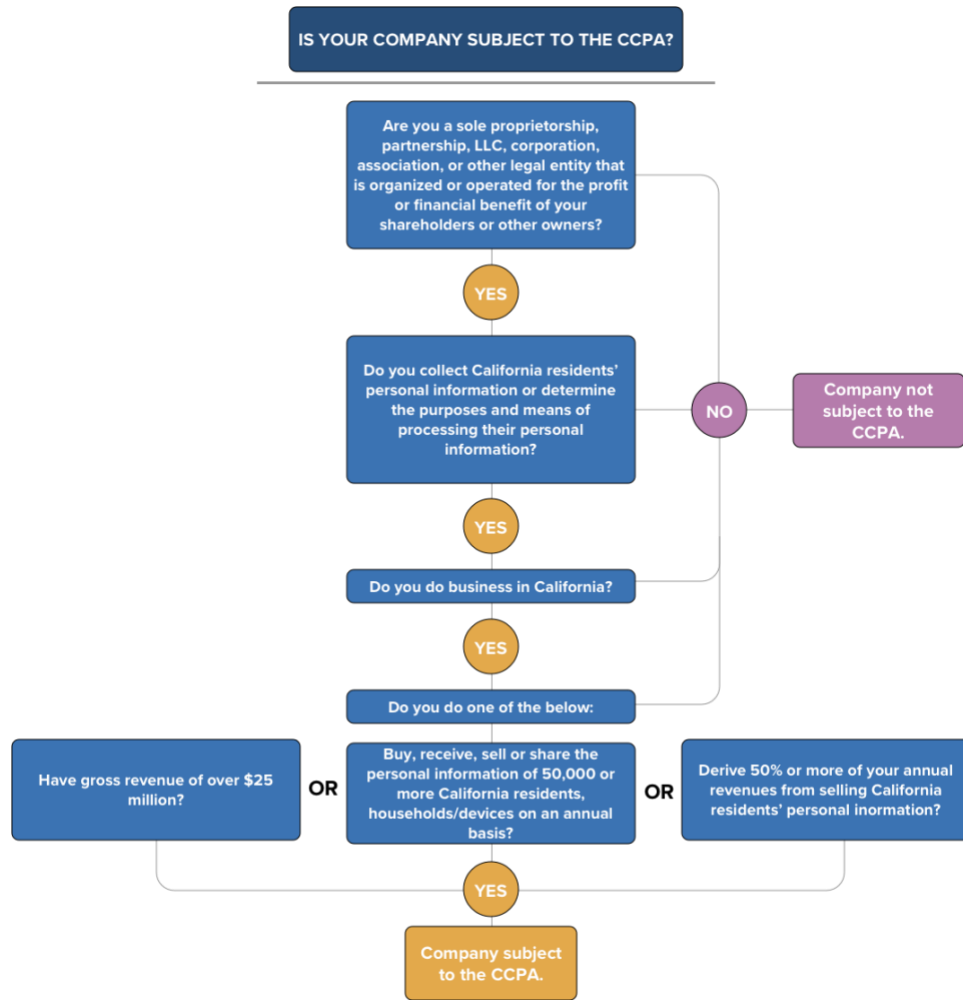 IS YOUR COMPANY SUBJECT TO THE CCPA?
Are you a sole proprietorship,
partnership, LLC, corporation,
association, or other legal entity that
is organized or operated for the profit
or financial benefit of your
shareholders or other owners?
YES
Do you collect California residents'
personal information or determine
the purposes and means of
processing their personal
information?
NO
Company not
subject to the
CCPA.
YES
Do you do business in California?
YES
Do you do one of the below:
Have gross revenue of over $25
million?
OR
Buy, receive, sell or share the
personal information of 50,000 or
more California residents,
households/devices on an annual
basis?
OR
Derive 50% or more of your annual
revenues from selling California
residents' personal inormation?
YES
Company subject
to the CCPA.